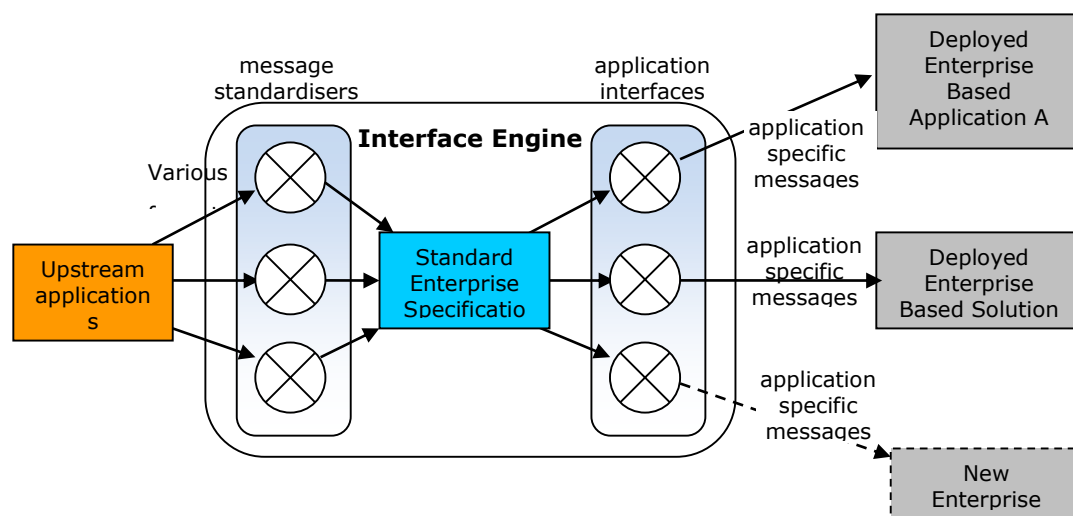 message
standardisers
application
interfaces
Interface Engine
Various
Upstream
application
s
Standard
Enterprise
Specificatio
application
specific
messages
application
specific
messages
application
specific
messages
Deployed
Enterprise
Based
Application A
Deployed
Enterprise
Based Solution
New
Enterprise